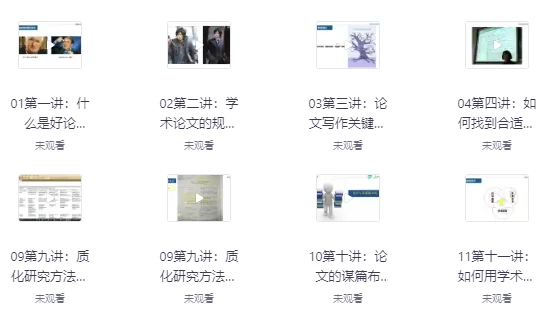 01第一讲：什
么是好论...
未观看
02第二讲：学
术论文的规...
未观看
03第三讲：论
文写作关键...
未观看
04第四讲：如
何找到合适...
未观看
09第九讲：质
化研究方法...
未观看
09第九讲：质
化研究方法...
未观看
10第十讲：论
文的谋篇布...
未观看
11第十一讲：
如何用学术...
未观看